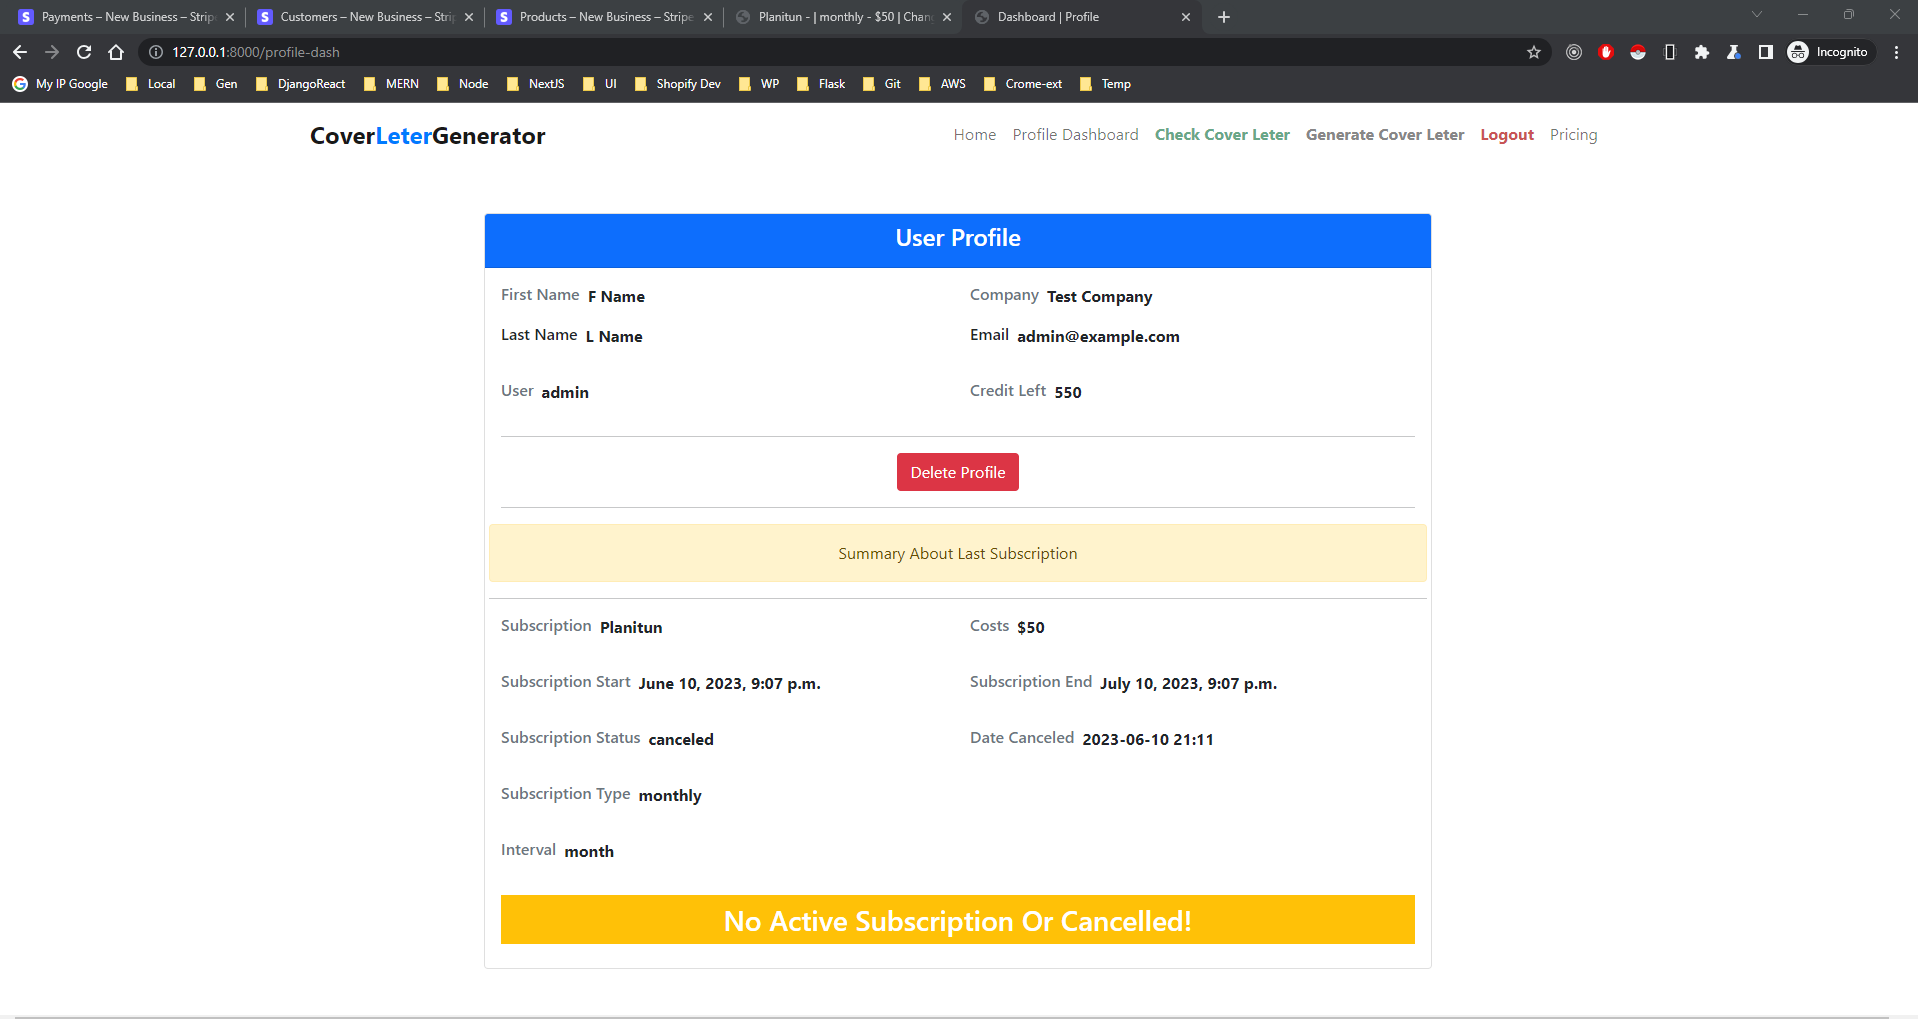 Payments – New Business – Stripe
Customers – New Business – Strip
Products – New Business – Stripe
Planitun - | monthly - $50 | Chang
Dashboard | Profile
127.0.0.1:8000/profile-dash
Incognito
My IP Google Local Gen DjangoReact MERN Node NextJS UI Shopify Dev WP Flask Git AWS Crome-ext Temp
CoverLeterGenerator
Home Profile Dashboard Check Cover Leter Generate Cover Leter Logout Pricing
User Profile
First Name F Name Company Test Company
Last Name L Name Email admin@example.com
User admin Credit Left 550
Delete Profile
Summary About Last Subscription
Subscription Planitun Costs $50
Subscription Start June 10, 2023, 9:07 p.m. Subscription End July 10, 2023, 9:07 p.m.
Subscription Status canceled Date Canceled 2023-06-10 21:11
Subscription Type monthly
Interval month
No Active Subscription Or Cancelled!